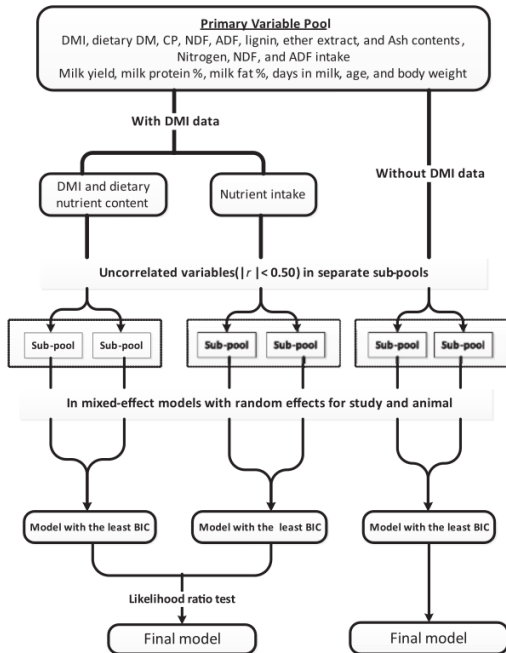 Primary Variable Pool
DMI, dietary DM, CP, NDF, ADF, lignin, ether extract, and Ash contents,
Nitrogen, NDF, and ADF intake
Milk yield, milk protein %, milk fat %, days in milk, age, and body weight
With DMI data
Without DMI data
DMI and dietary
nutrient content
Nutrient intake
Uncorrelated variables(|r |< 0.50) in separate sub-pools
Sub-pool
Sub-pool
Sub-pool
Sub-pool
Sub-pool
Sub-pool
In mixed-effect models with random effects for study and animal
Model with the least BIC
Model with the least BIC
Model with the least BIC
Likelihood ratio test
Final model
Final model